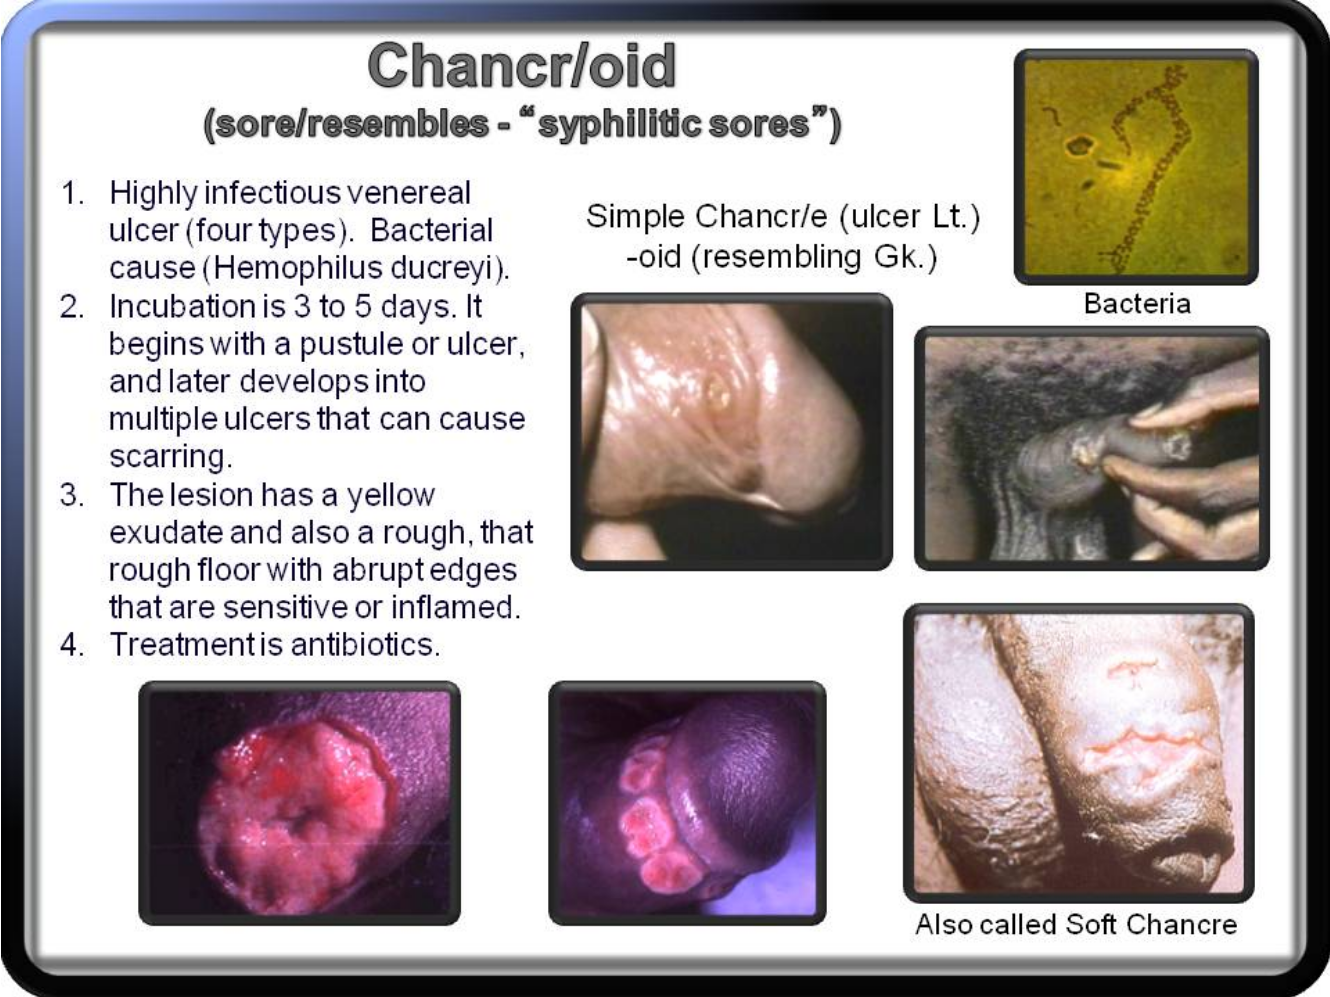 Chancr/oid
(sore/resembles - “syphilitic sores”)
1. Highly infectious venereal
ulcer (four types).  Bacterial
cause (Hemophilus ducreyi).
2. Incubation is 3 to 5 days. It
begins with a pustule or ulcer,
and later develops into
multiple ulcers that can cause
scarring.
3. The lesion has a yellow
exudate and also a rough, that
rough floor with abrupt edges
that are sensitive or inflamed.
4. Treatment is antibiotics.
Simple Chancr/e (ulcer Lt.)
-oid (resembling Gk.)
Bacteria
Also called Soft Chancre